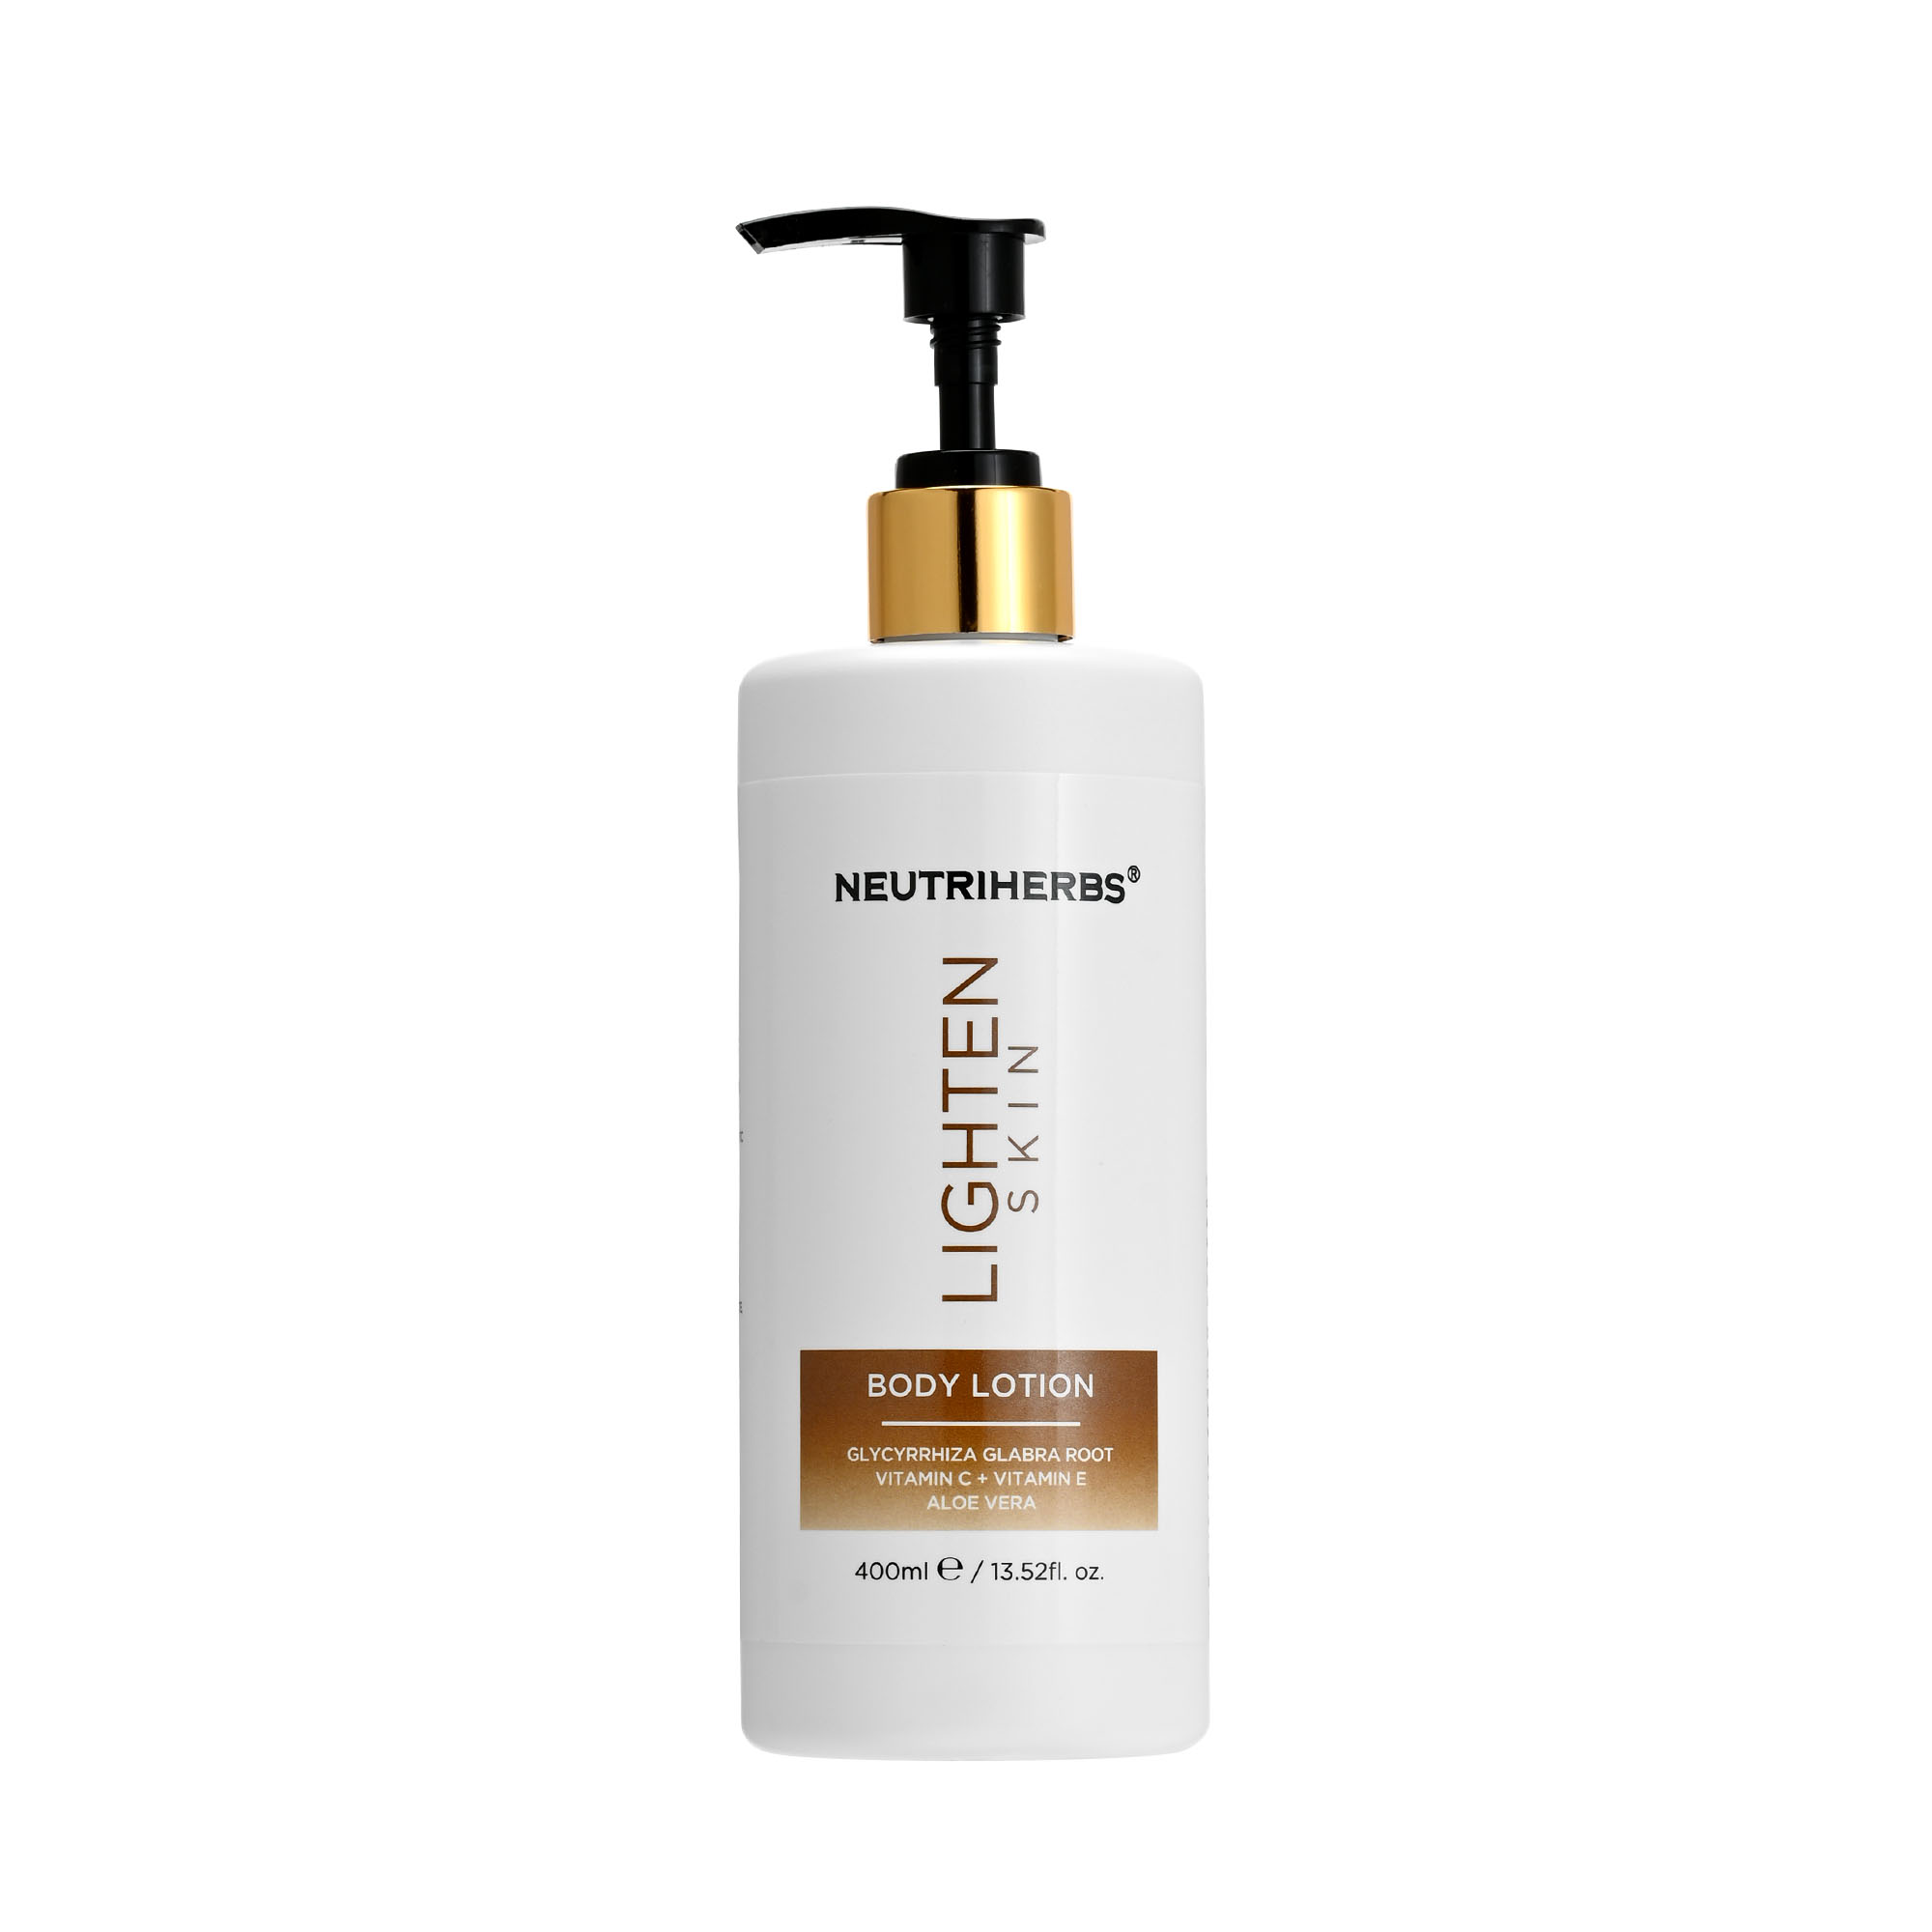 NEUTRIHERBS®
LIGHTEN
SKIN
BODY LOTION
GLYCYRRHIZA GLABRA ROOT
VITAMIN C + VITAMIN E
ALOE VERA
400ml ℮ / 13.52fl. oz.